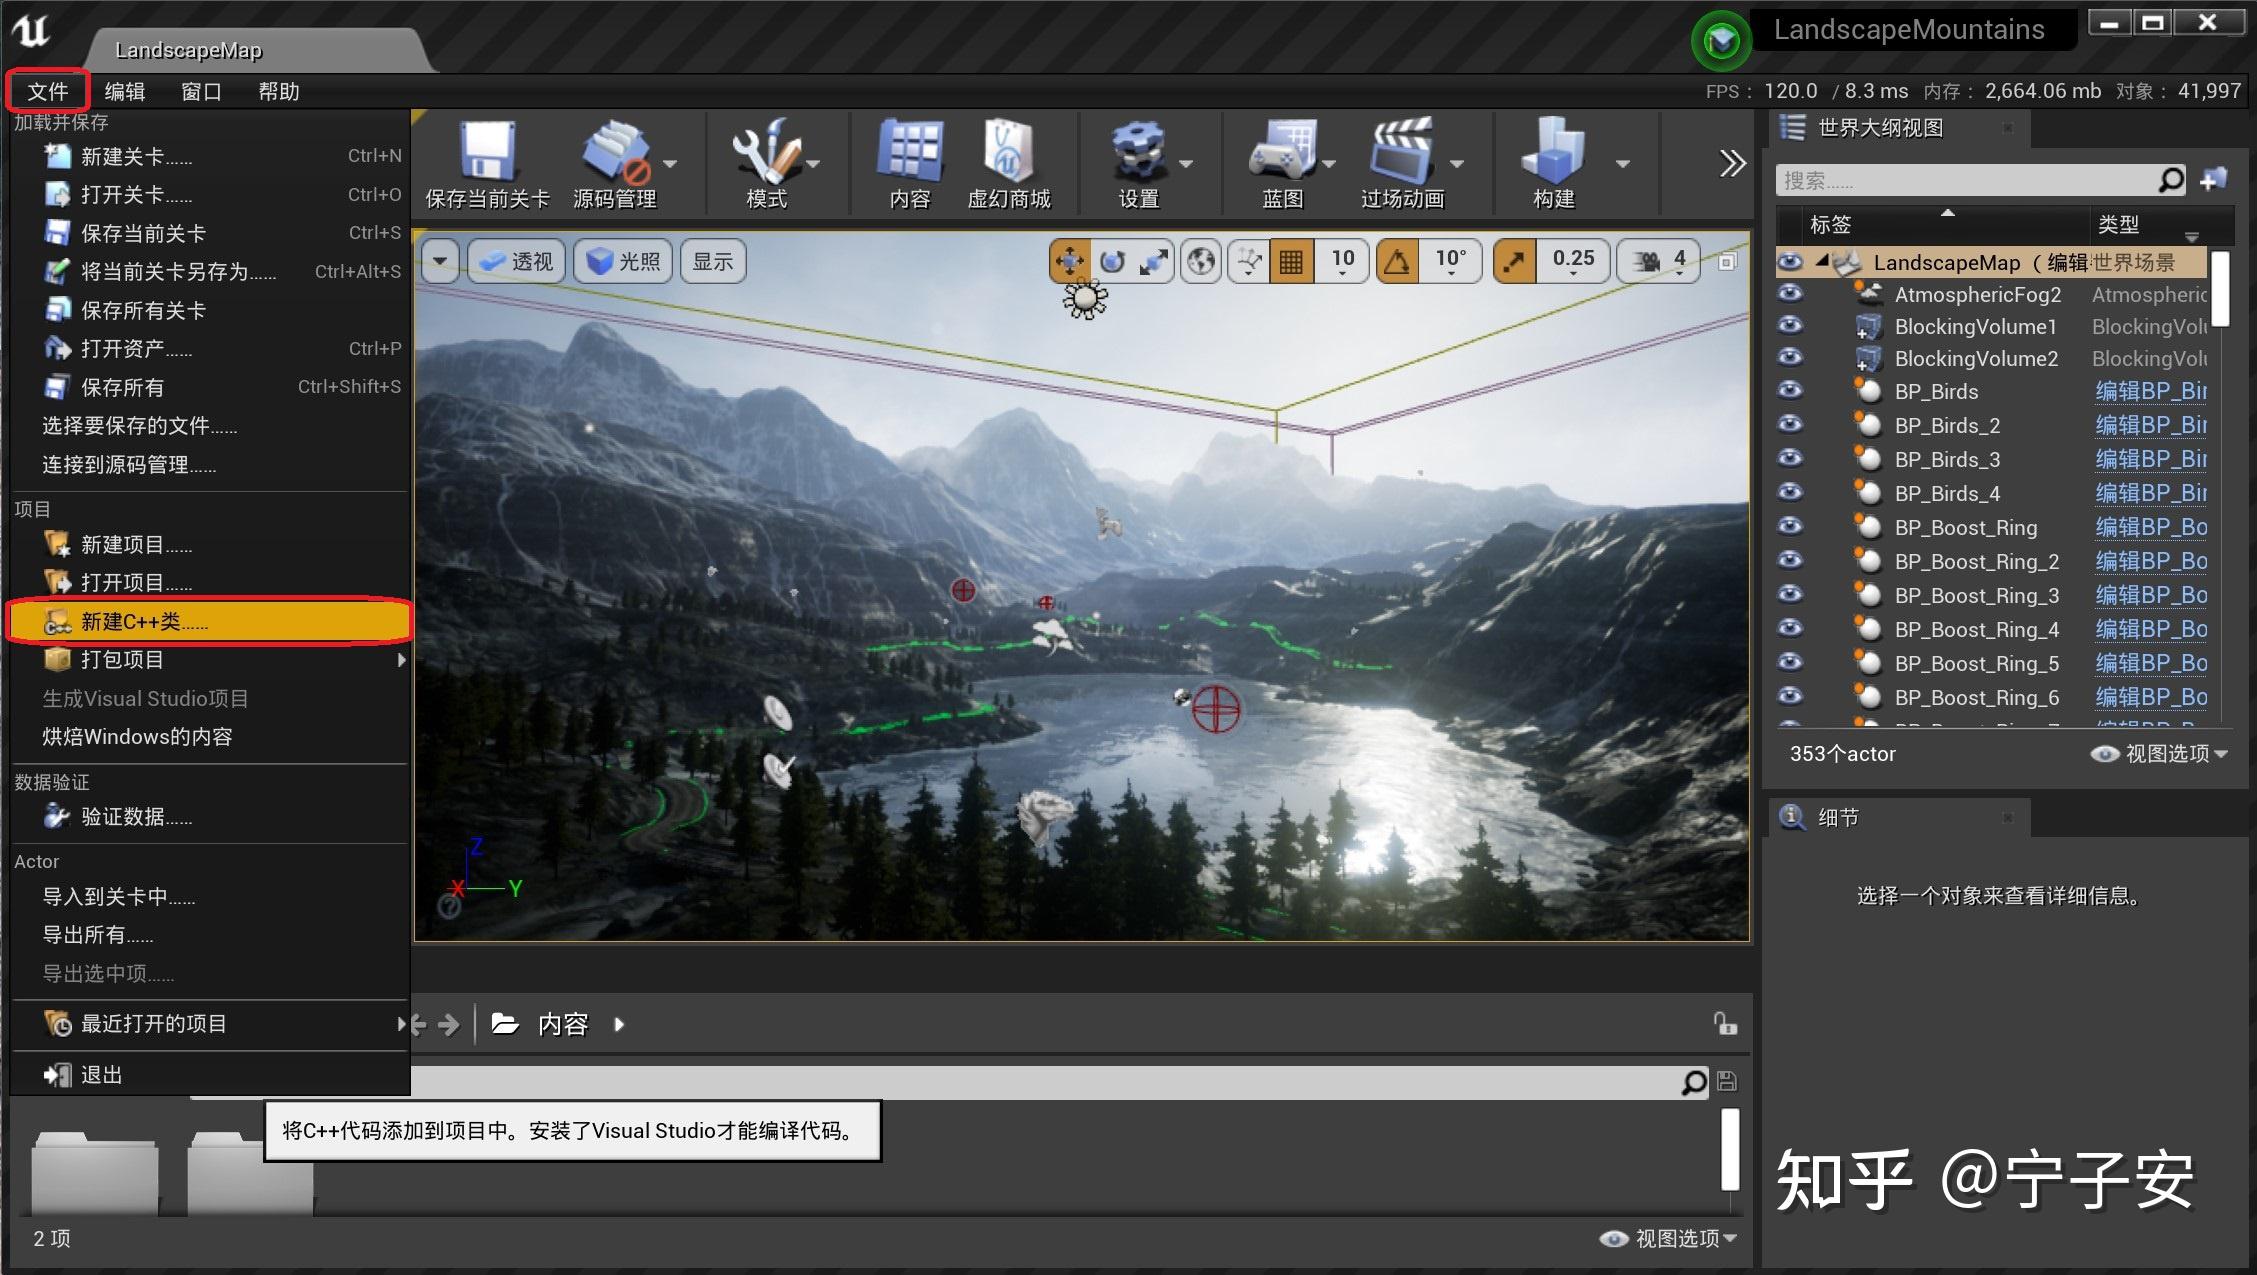 LandscapeMap
LandscapeMountains
文件 编辑 窗口 帮助
FPS： 120.0 / 8.3 ms 内存： 2,664.06 mb 对象： 41,997
加载并保存
新建关卡…… Ctrl+N
打开关卡…… Ctrl+O
保存当前关卡 Ctrl+S
将当前关卡另存为…… Ctrl+Alt+S
保存所有关卡
打开资产…… Ctrl+P
保存所有 Ctrl+Shift+S
选择要保存的文件……
连接到源码管理……
项目
新建项目……
打开项目……
新建C++类……
打包项目
生成Visual Studio项目
烘焙Windows的内容
数据验证
验证数据……
Actor
导入到关卡中……
导出所有……
导出选中项……
最近打开的项目
退出
保存当前关卡 源码管理 模式 内容 虚幻商城 设置 蓝图 过场动画 构建
透视 光照 显示 10 10° 0.25 4
Z
X Y
内容
将C++代码添加到项目中。安装了Visual Studio才能编译代码。
2 项
视图选项
世界大纲视图
搜索……
标签 类型
LandscapeMap （编辑 世界场景
AtmosphericFog2 Atmospheric
BlockingVolume1 BlockingVolu
BlockingVolume2 BlockingVolu
BP_Birds 编辑BP_Bir
BP_Birds_2 编辑BP_Bir
BP_Birds_3 编辑BP_Bir
BP_Birds_4 编辑BP_Bir
BP_Boost_Ring 编辑BP_Bo
BP_Boost_Ring_2 编辑BP_Bo
BP_Boost_Ring_3 编辑BP_Bo
BP_Boost_Ring_4 编辑BP_Bo
BP_Boost_Ring_5 编辑BP_Bo
BP_Boost_Ring_6 编辑BP_Bo
353个actor 视图选项
细节
选择一个对象来查看详细信息。
知乎 @宁子安